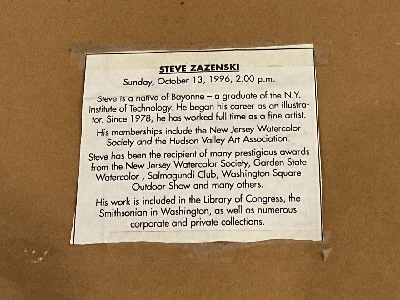 STEVE ZAZENSKI
Sunday, October 13, 1996, 2.00 p.m.
Steve is a native of Bayonne – a graduate of the N.Y.
Institute of Technology. He began his career as an illustra-
tor. Since 1978, he has worked full time as a fine artist.
His memberships include the New Jersey Watercolor
Society and the Hudson Valley Art Association.
Steve has been the recipient of many prestigious awards
from the New Jersey Watercolor Society, Garden State
Watercolor , Salmagundi Club, Washington Square
Outdoor Show and many others.
His work is included in the Library of Congress, the
Smithsonian in Washington, as well as numerous
corporate and private collections.